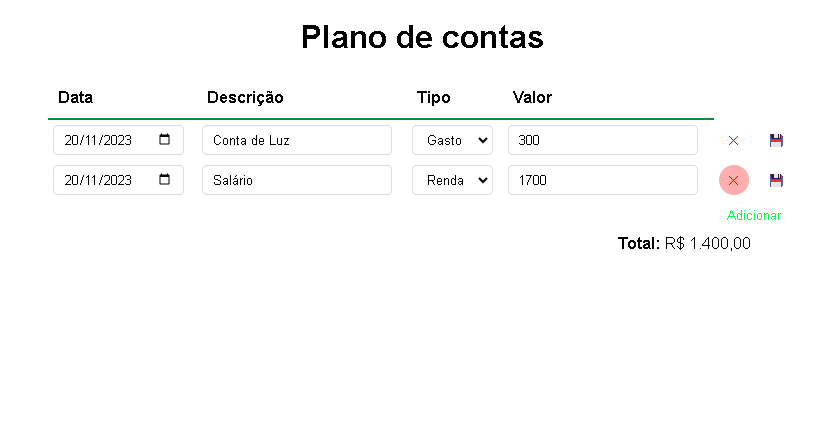 Plano de contas
Data Descrição Tipo Valor
20/11/2023 Conta de Luz Gasto 300
20/11/2023 Salário Renda 1700
Adicionar
Total: R$ 1.400,00